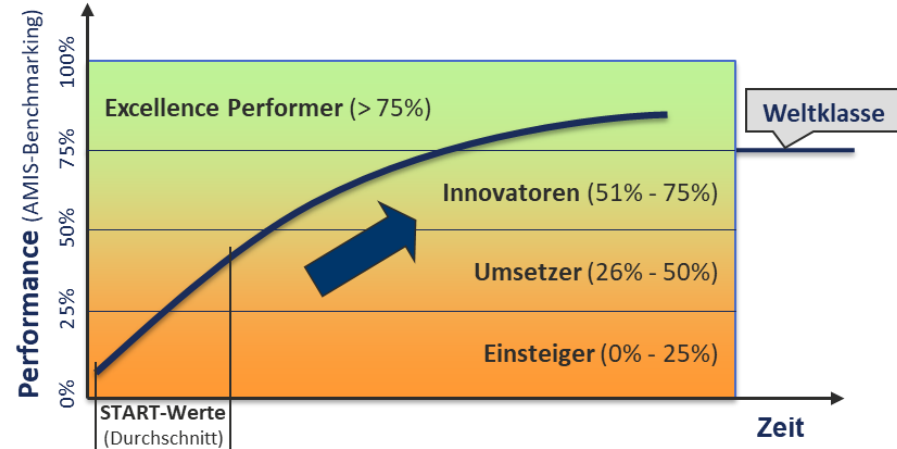 Performance (AMIS-Benchmarking)
100%
75%
50%
25%
0%
Excellence Performer (> 75%)
Weltklasse
Innovatoren (51% - 75%)
Umsetzer (26% - 50%)
Einsteiger (0% - 25%)
START-Werte
(Durchschnitt)
Zeit